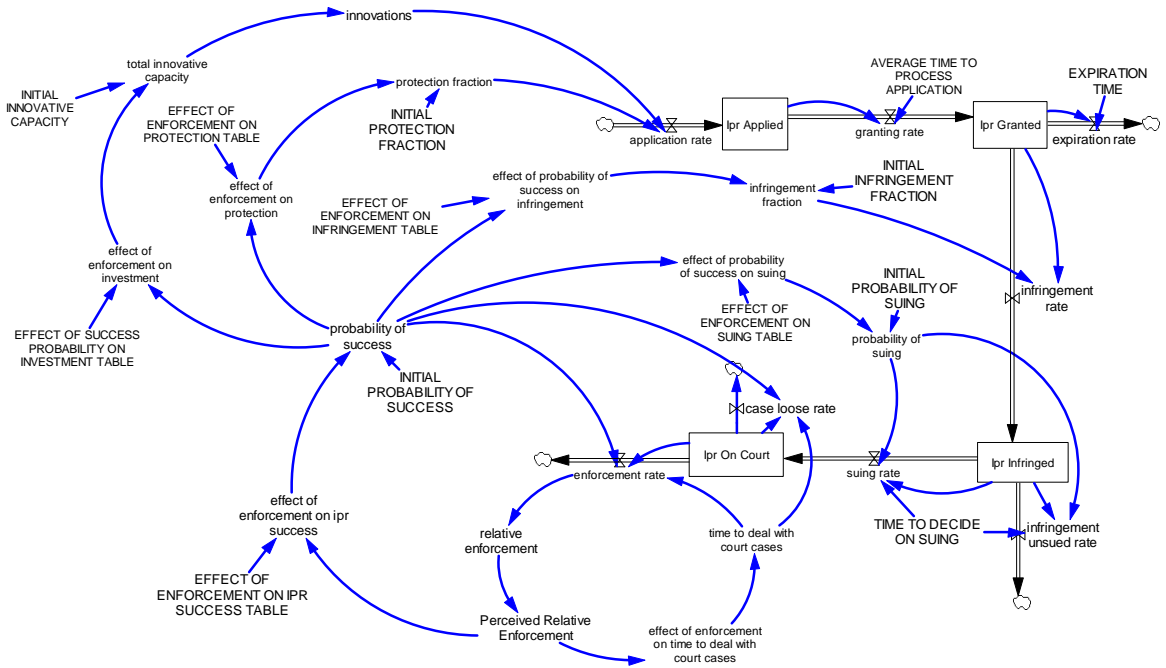 innovations
total innovative
capacity
INITIAL
INNOVATIVE
CAPACITY
EFFECT OF
ENFORCEMENT ON
PROTECTION TABLE
protection fraction
INITIAL
PROTECTION
FRACTION
application rate
Ipr Applied
AVERAGE TIME TO
PROCESS
APPLICATION
granting rate
Ipr Granted
EXPIRATION
TIME
expiration rate
effect of
enforcement on
protection
EFFECT OF
ENFORCEMENT ON
INFRINGEMENT TABLE
effect of probability of
success on
infringement
infringement
fraction
INITIAL
INFRINGEMENT
FRACTION
effect of
enforcement on
investment
EFFECT OF SUCCESS
PROBABILITY ON
INVESTMENT TABLE
probability of
success
INITIAL
PROBABILITY OF
SUCCESS
effect of probability
of success on suing
EFFECT OF
ENFORCEMENT ON
SUING TABLE
INITIAL
PROBABILITY OF
SUING
probability of
suing
infringement
rate
case loose rate
Ipr On Court
enforcement rate
suing rate
Ipr Infringed
TIME TO DECIDE
ON SUING
infringement
unsued rate
effect of
enforcement on ipr
success
EFFECT OF
ENFORCEMENT ON IPR
SUCCESS TABLE
relative
enforcement
time to deal with
court cases
Perceived Relative
Enforcement
effect of enforcement
on time to deal with
court cases